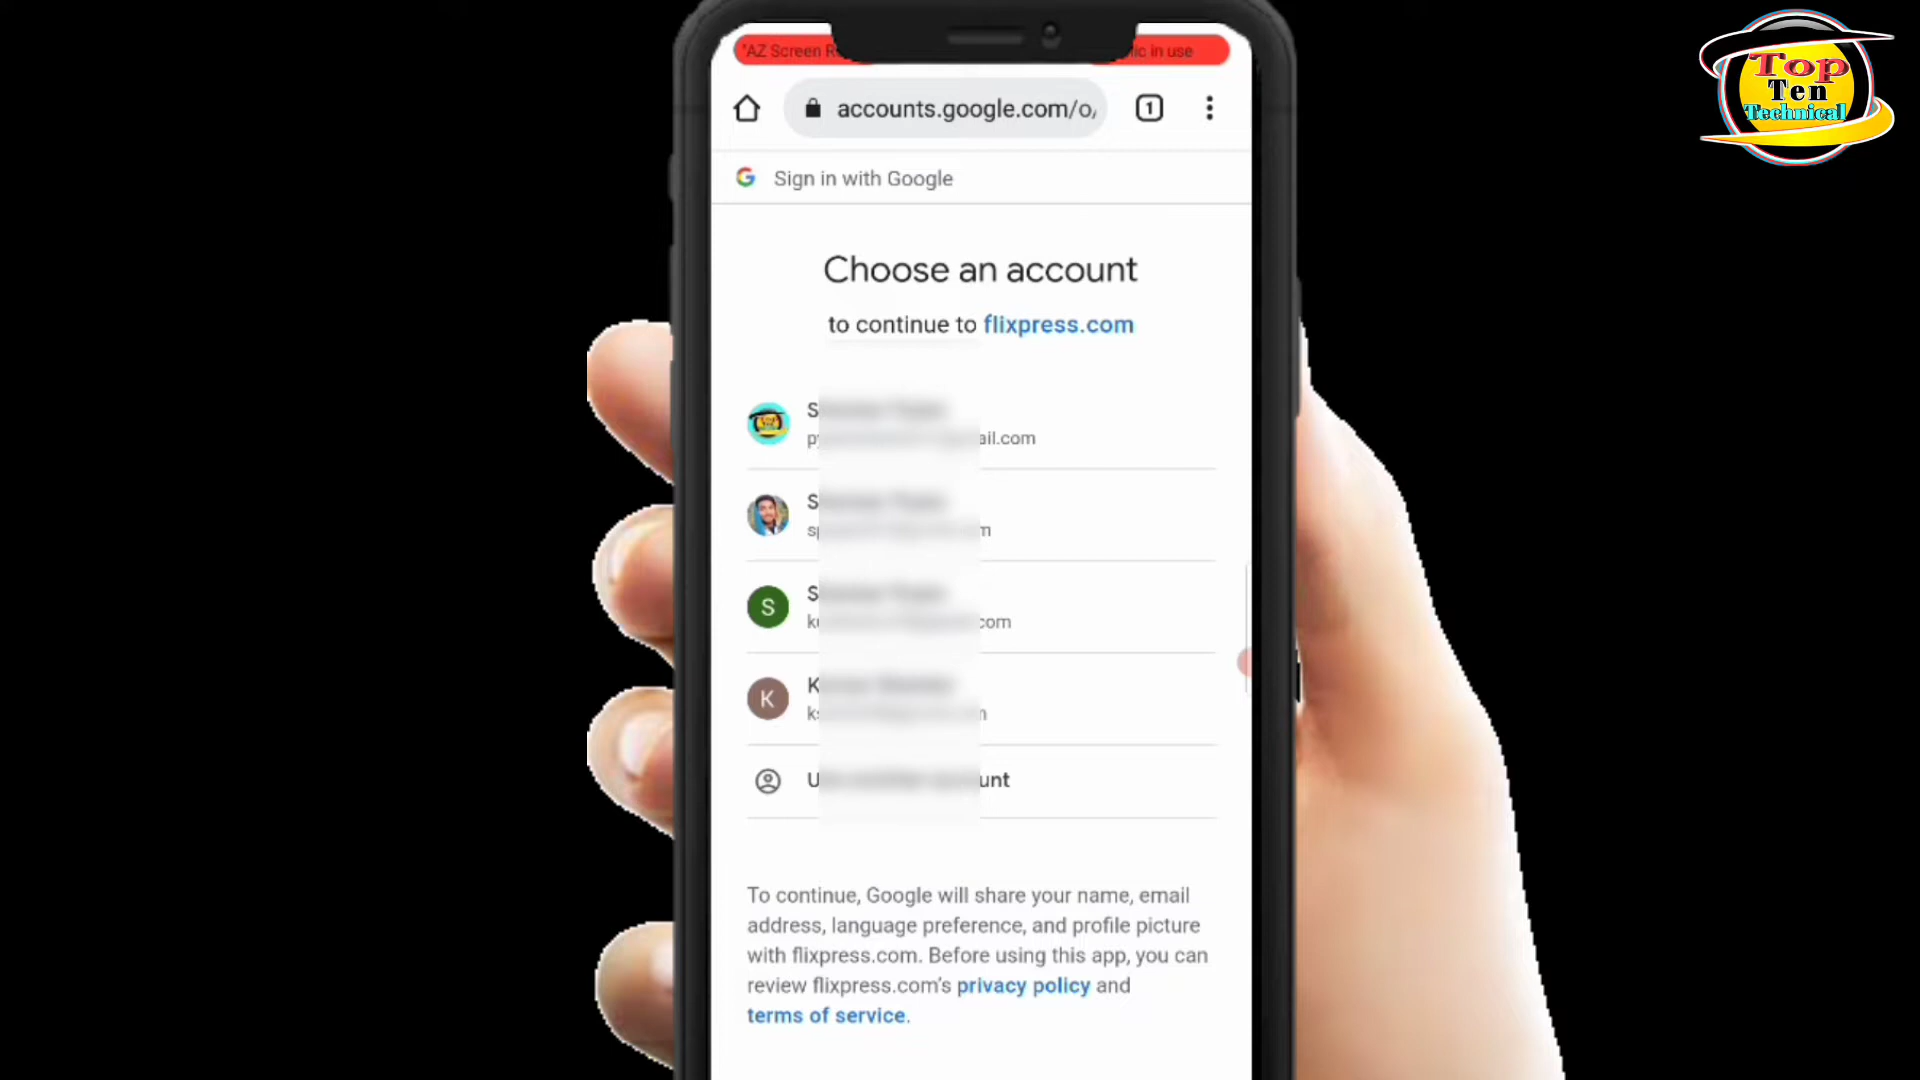 Top
Ten
Technical
"AZ Screen
in use
accounts.google.com/o/
1
Sign in with Google
Choose an account
to continue to flixpress.com
ail.com
com
S
K
unt
To continue, Google will share your name, email
address, language preference, and profile picture
with flixpress.com. Before using this app, you can
review flixpress.com's privacy policy and
terms of service.